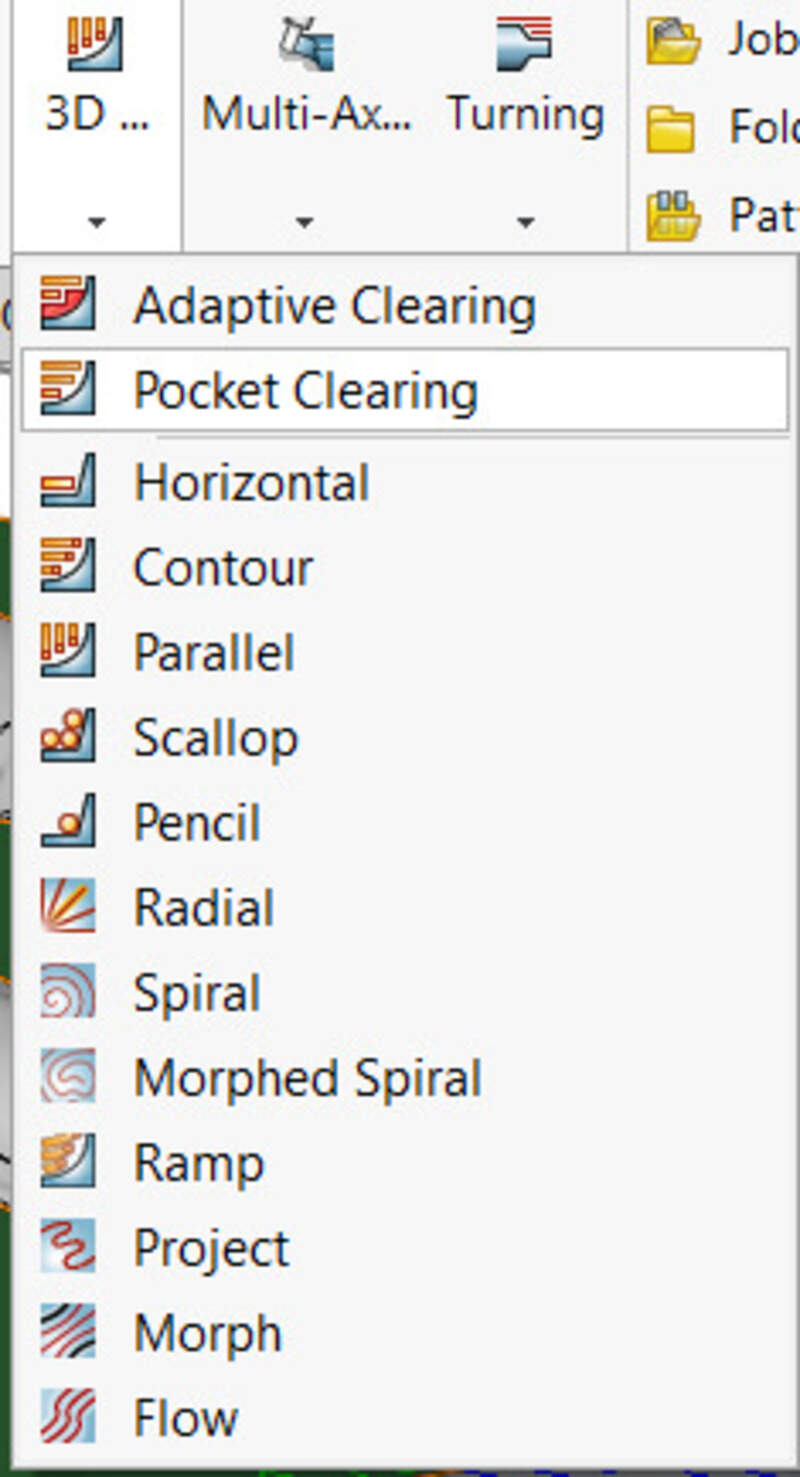 3D ... Multi-Ax... Turning
Job
Fol
Pat
Adaptive Clearing
Pocket Clearing
Horizontal
Contour
Parallel
Scallop
Pencil
Radial
Spiral
Morphed Spiral
Ramp
Project
Morph
Flow